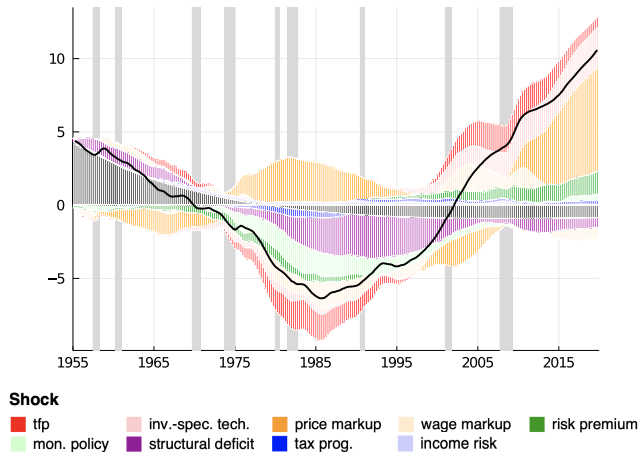 10
5
0
−5
1955 1965 1975 1985 1995 2005 2015
Shock
tfp inv.-spec. tech. price markup wage markup risk premium
mon. policy structural deficit tax prog. income risk